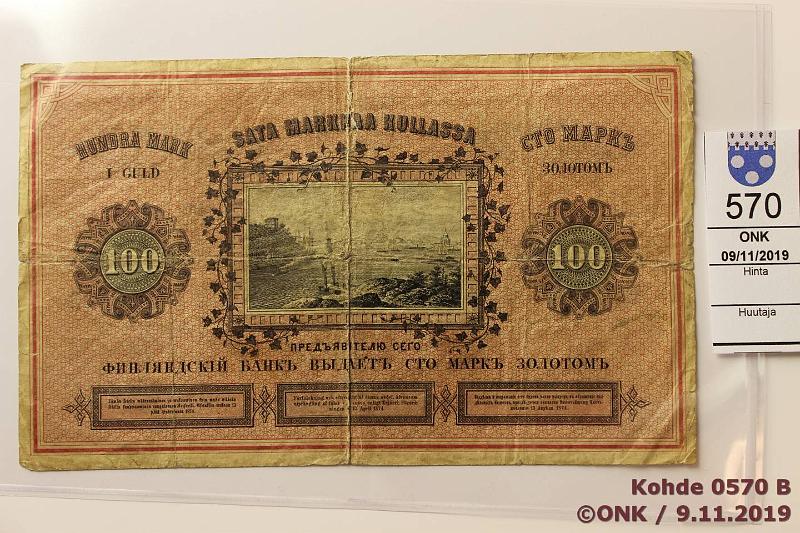 HUNDRA MARK
I GULD
SATA MARKKAA KULLASSA
СТО МАРКЪ
ЗОЛОТОМЪ
100
100
ПРЕДЪЯВИТЕЛЮ СЕГО
ФИНЛЯНДСКІЙ БАНКЪ ВЫДАЕТЪ СТО МАРКЪ ЗОЛОТОМЪ
570
ONK
09/11/2019
Hinta
Huutaja
Kohde 0570 B
©ONK / 9.11.2019